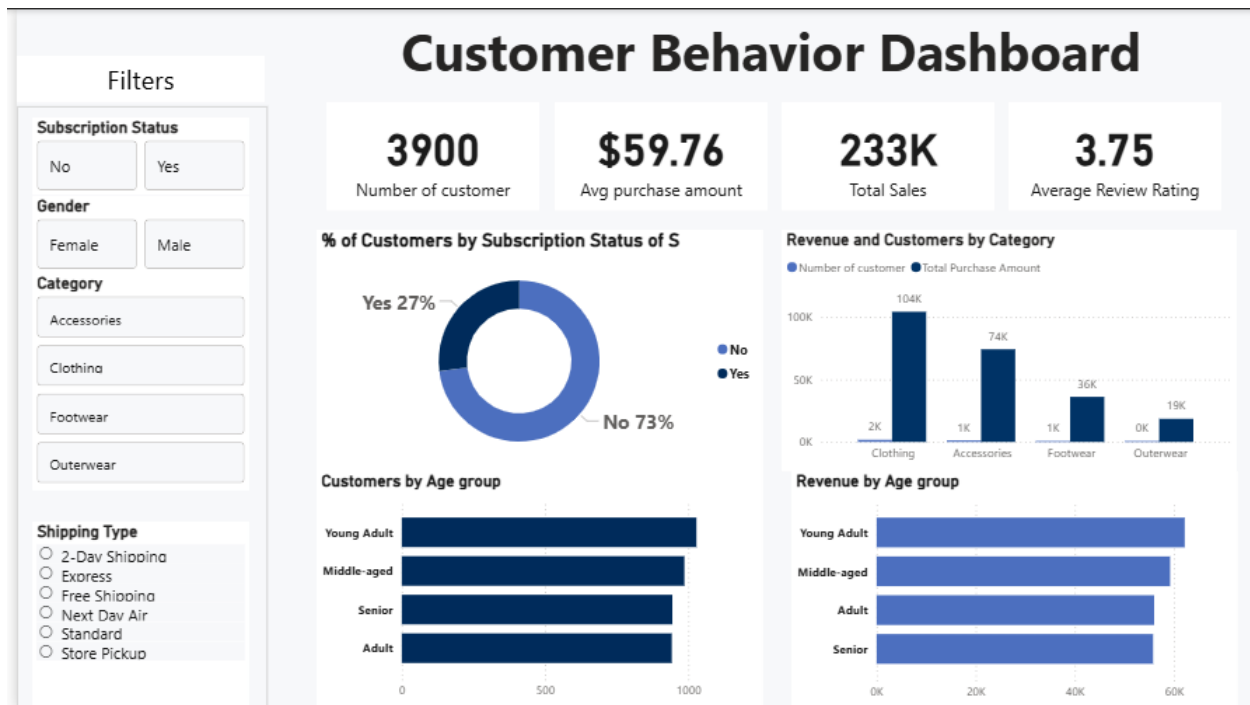 Customer Behavior Dashboard
Filters
Subscription Status
No
Yes
Gender
Female
Male
Category
Accessories
Clothing
Footwear
Outerwear
Shipping Type
2-Day Shipping
Express
Free Shipping
Next Day Air
Standard
Store Pickup
3900
Number of customer
$59.76
Avg purchase amount
233K
Total Sales
3.75
Average Review Rating
% of Customers by Subscription Status of S
Yes 27%
No 73%
No
Yes
Revenue and Customers by Category
Number of customer Total Purchase Amount
100K
50K
0K
2K
104K
1K
74K
1K
36K
0K
19K
Clothing
Accessories
Footwear
Outerwear
Customers by Age group
Young Adult
Middle-aged
Senior
Adult
0
500
1000
Revenue by Age group
Young Adult
Middle-aged
Adult
Senior
0K
20K
40K
60K